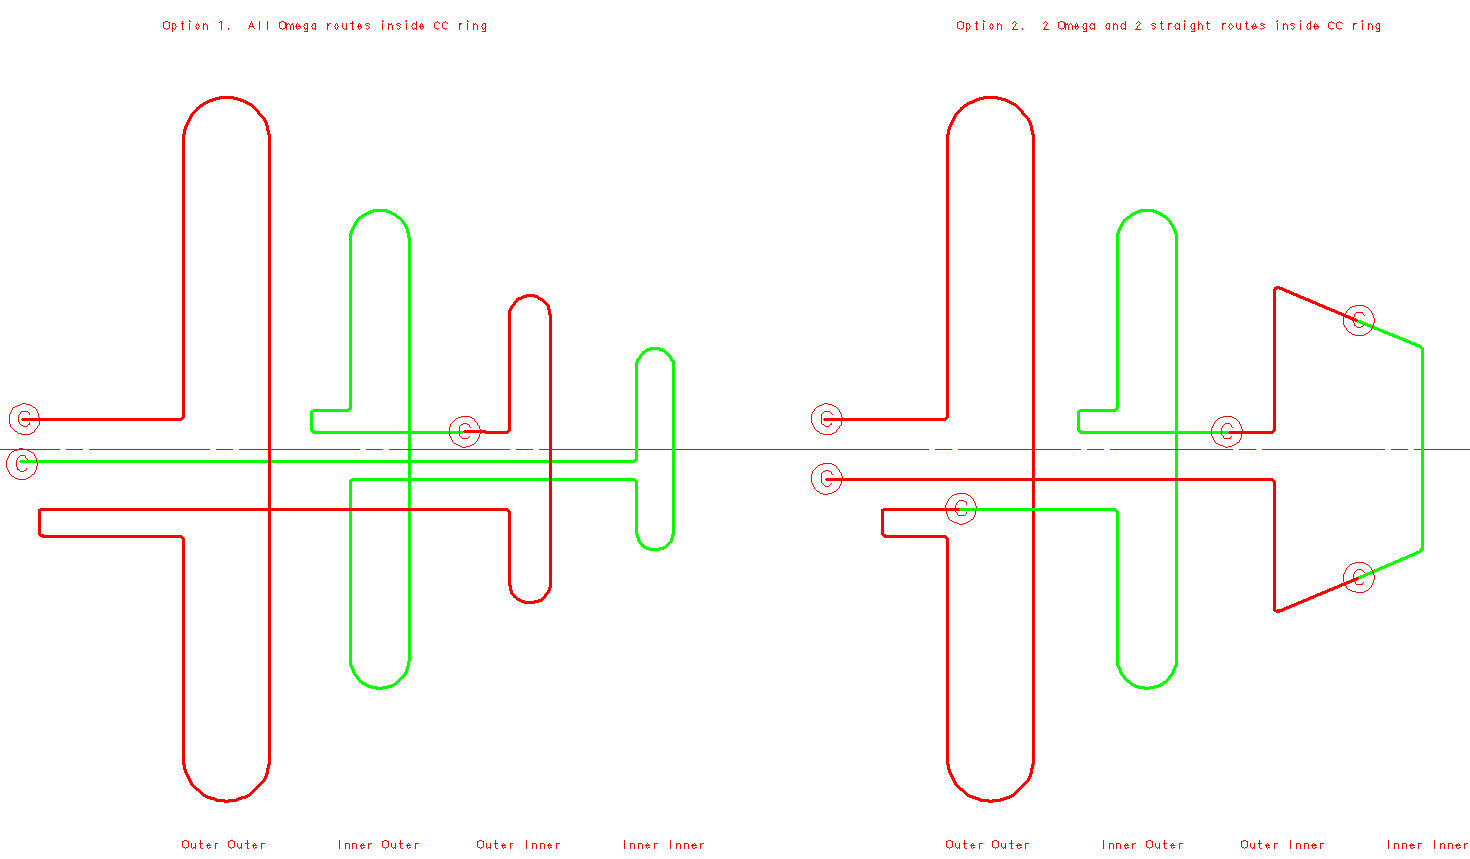 Option 1. All Omega routes inside CC ring
Option 2. 2 Omega and 2 straight routes inside CC ring
C
C
C
C
C
C
C
C
C
Outer Outer
Inner Outer
Outer Inner
Inner Inner
Outer Outer
Inner Outer
Outer Inner
Inner Inner